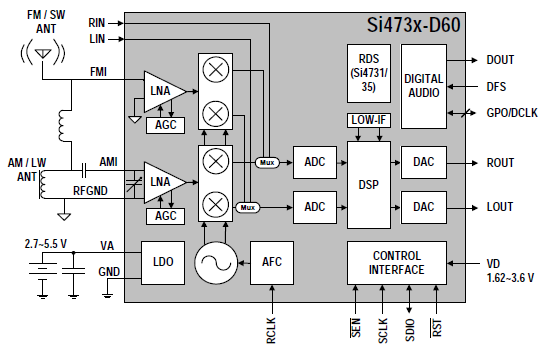 FM / SW
ANT
RIN
LIN
Si473x-D60
FMI
LNA
AGC
RDS
(Si4731/
35)
DIGITAL
AUDIO
DOUT
DFS
GPO/DCLK
LOW-IF
AM / LW
ANT
AMI
RFGND
LNA
AGC
Mux
Mux
ADC
ADC
DSP
DAC
DAC
ROUT
LOUT
2.7~5.5 V
VA
GND
LDO
AFC
CONTROL
INTERFACE
VD
1.62~3.6 V
RCLK
SEN
SCLK
SDIO
RST